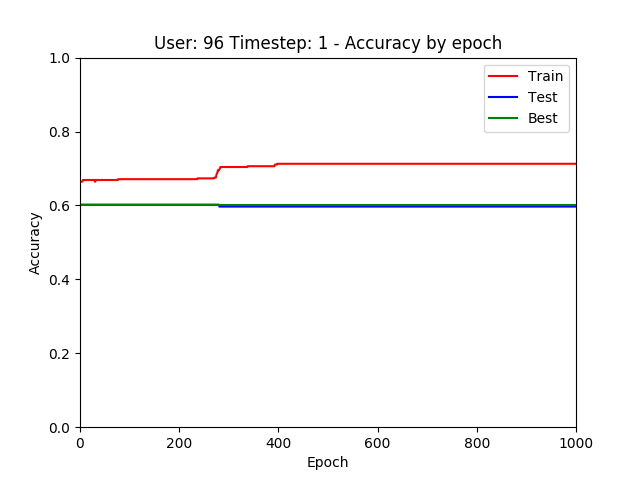 User: 96 Timestep: 1 - Accuracy by epoch
1.0
0.8
0.6
0.4
0.2
0.0
Accuracy
Train
Test
Best
0 200 400 600 800 1000
Epoch